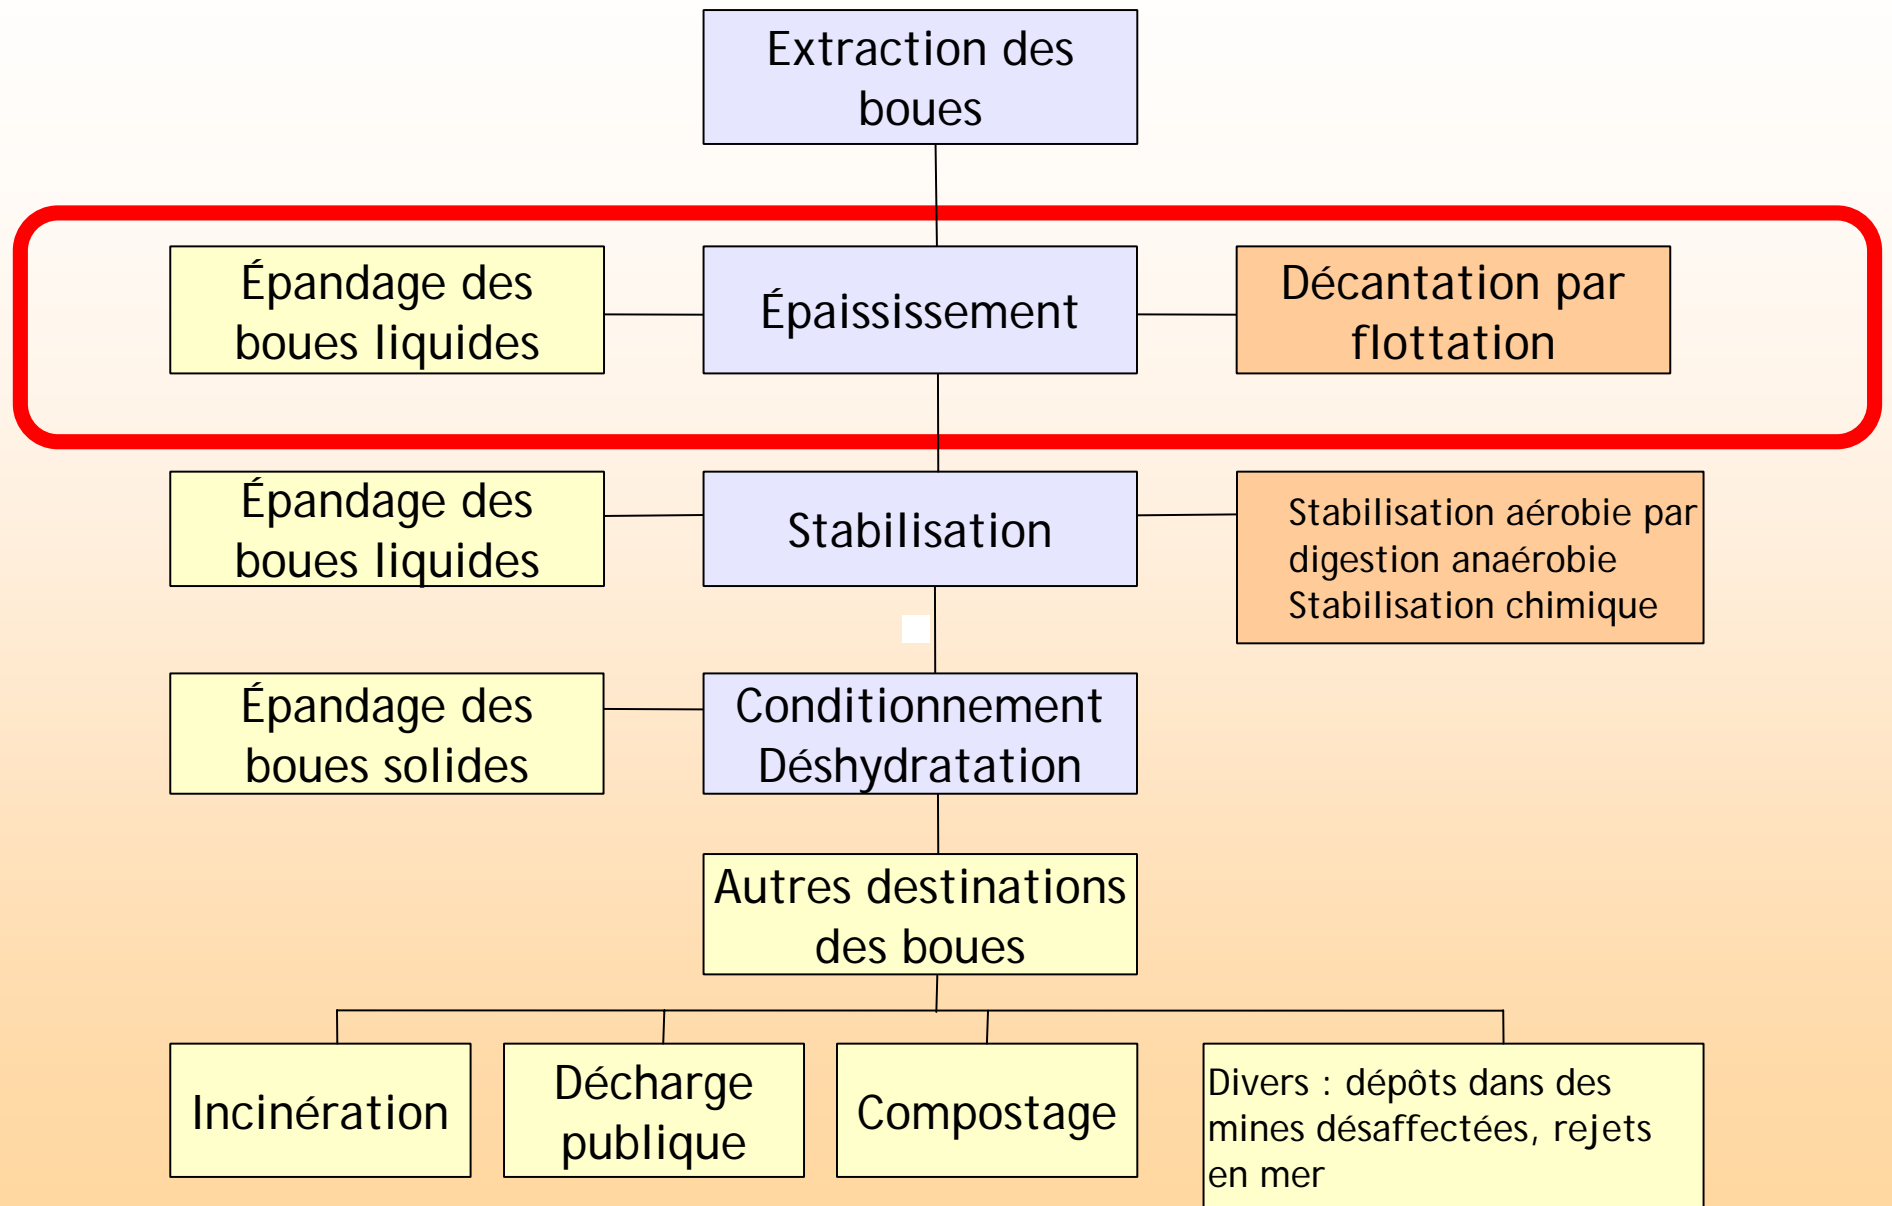 Extraction des
boues
Épandage des
boues liquides
Épaississement
Décantation par
flottation
Épandage des
boues liquides
Stabilisation
Stabilisation aérobie par
digestion anaérobie
Stabilisation chimique
Épandage des
boues solides
Conditionnement
Déshydratation
Autres destinations
des boues
Incinération
Décharge
publique
Compostage
Divers : dépôts dans des
mines désaffectées, rejets
en mer